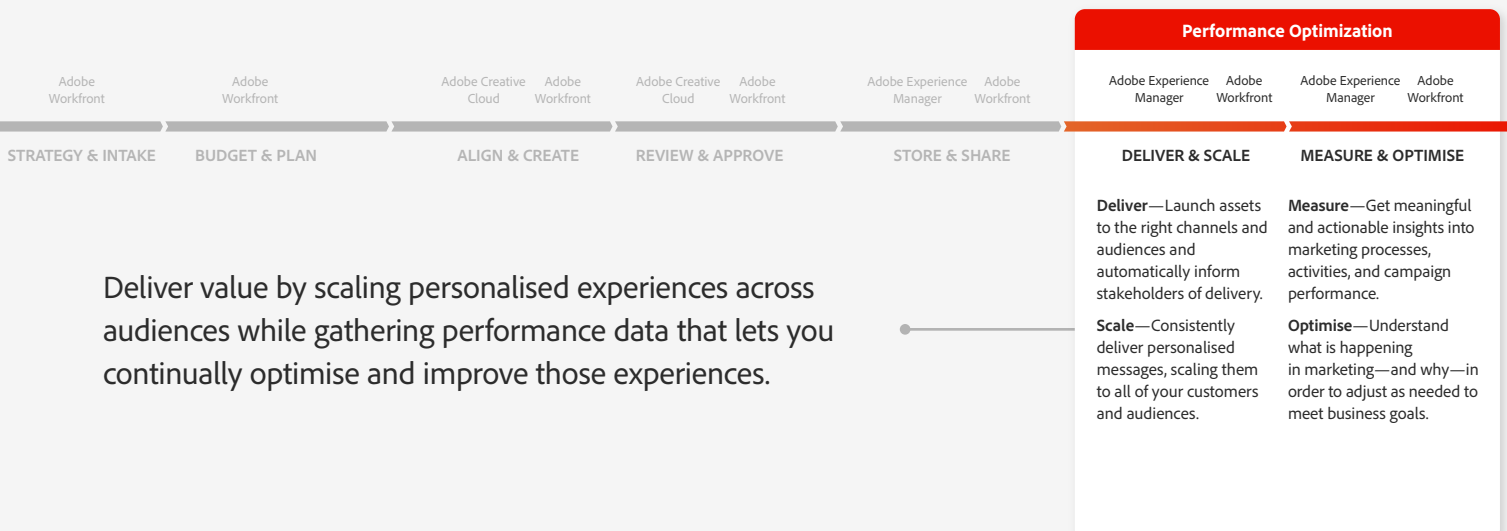 Performance Optimization
Adobe
Workfront
Adobe
Workfront
Adobe Creative
Cloud
Adobe
Workfront
Adobe Creative
Cloud
Adobe
Workfront
Adobe Experience
Manager
Adobe
Workfront
Adobe Experience
Manager
Adobe
Workfront
Adobe Experience
Manager
Adobe
Workfront
STRATEGY & INTAKE
BUDGET & PLAN
ALIGN & CREATE
REVIEW & APPROVE
STORE & SHARE
DELIVER & SCALE
MEASURE & OPTIMISE
Deliver value by scaling personalised experiences across
audiences while gathering performance data that lets you
continually optimise and improve those experiences.
Deliver—Launch assets
to the right channels and
audiences and
automatically inform
stakeholders of delivery.
Scale—Consistently
deliver personalised
messages, scaling them
to all of your customers
and audiences.
Measure—Get meaningful
and actionable insights into
marketing processes,
activities, and campaign
performance.
Optimise—Understand
what is happening
in marketing—and why—in
order to adjust as needed to
meet business goals.